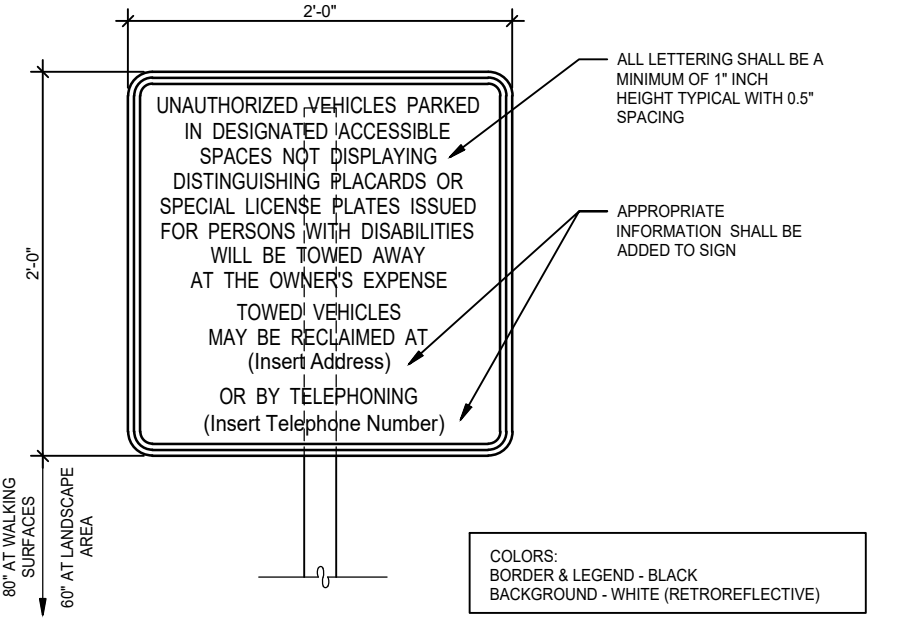 2'-0"
ALL LETTERING SHALL BE A
MINIMUM OF 1" INCH
HEIGHT TYPICAL WITH 0.5"
SPACING
UNAUTHORIZED VEHICLES PARKED
IN DESIGNATED ACCESSIBLE
SPACES NOT DISPLAYING
DISTINGUISHING PLACARDS OR
SPECIAL LICENSE PLATES ISSUED
FOR PERSONS WITH DISABILITIES
WILL BE TOWED AWAY
AT THE OWNER'S EXPENSE
TOWED VEHICLES
MAY BE RECLAIMED AT
(Insert Address)
OR BY TELEPHONING
(Insert Telephone Number)
APPROPRIATE
INFORMATION SHALL BE
ADDED TO SIGN
2'-0"
80" AT WALKING
SURFACES
60" AT LANDSCAPE
AREA
COLORS:
BORDER & LEGEND - BLACK
BACKGROUND - WHITE (RETROREFLECTIVE)